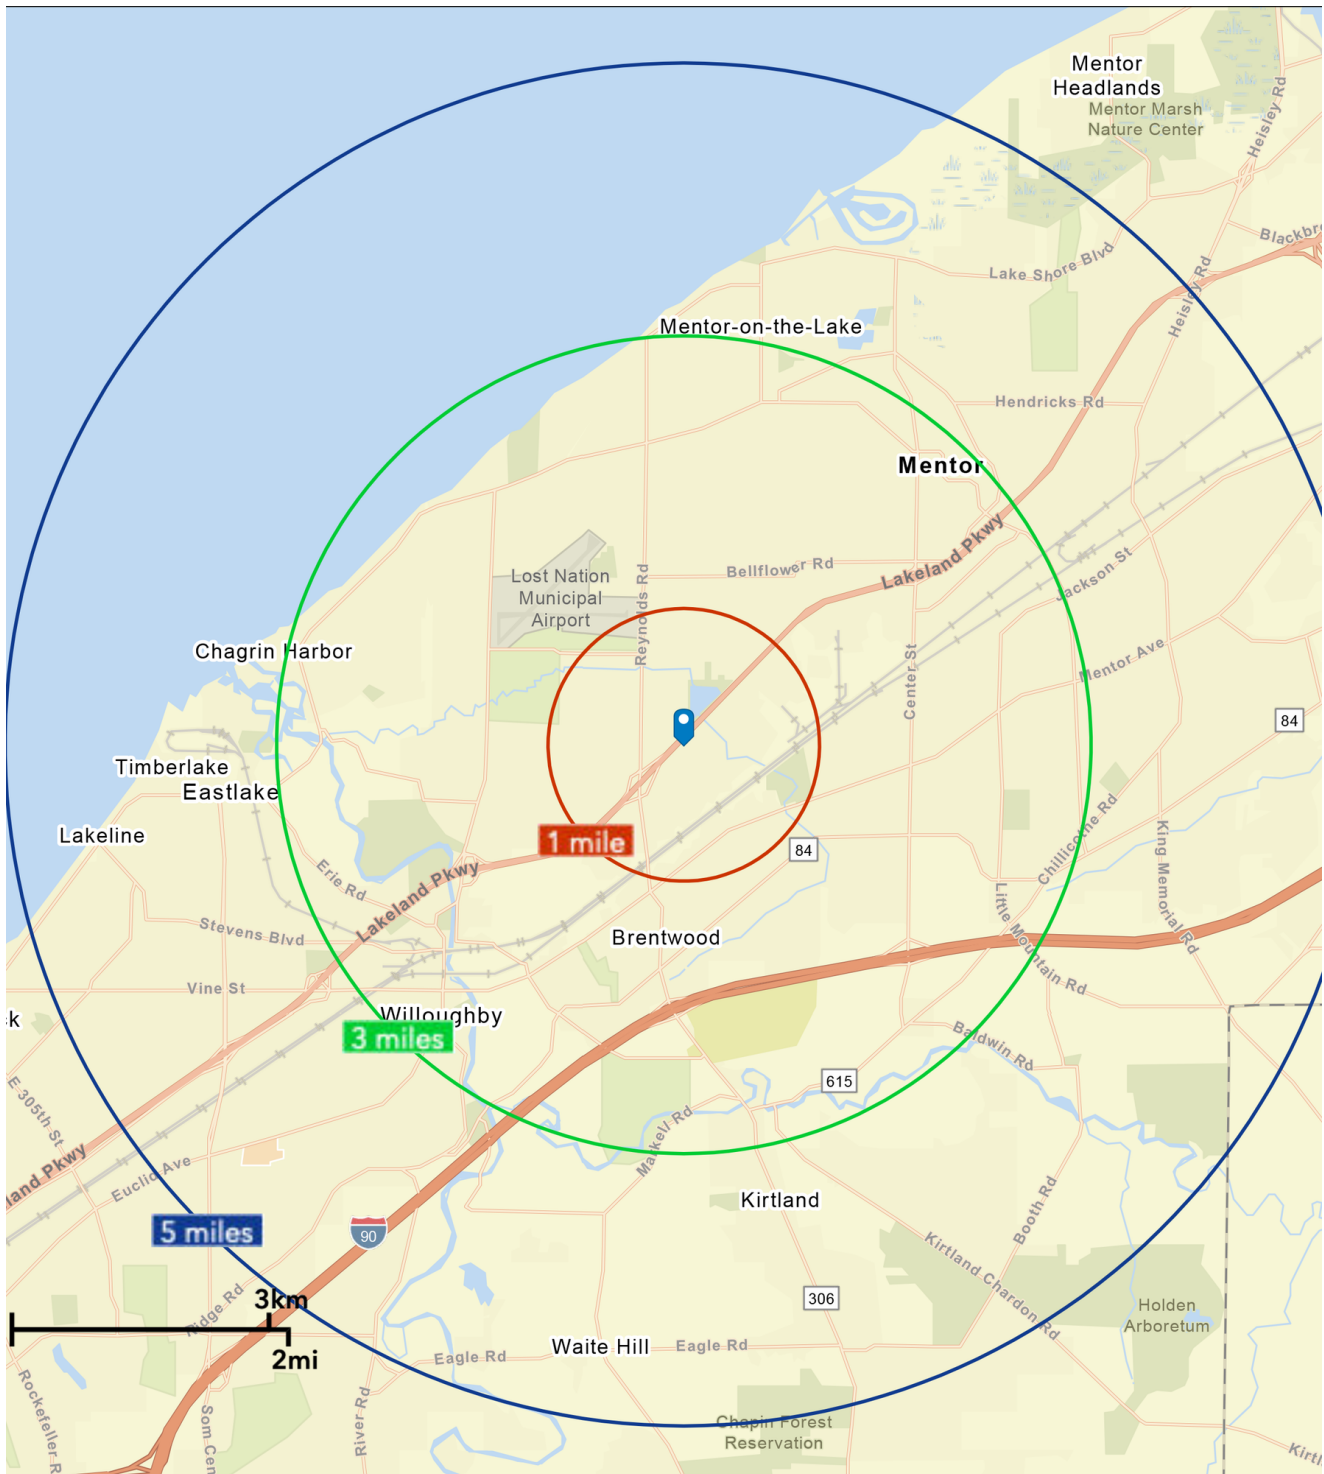 Mentor
Headlands
Mentor Marsh
Nature Center
Heisley Rd
Blackbr
Lake Shore Blvd
Heisley Rd
Mentor-on-the-Lake
Hendricks Rd
Mentor
Lakeland Pkwy
Bellflower Rd
Jackson St
Lost Nation
Municipal
Airport
Reynolds Rd
Chagrin Harbor
Center St
Mentor Ave
84
Timberlake
Eastlake
Lakeline
1 mile
84
Chillicothe Rd
King Memorial Rd
Erie Rd
Lakeland Pkwy
Little Mountain Rd
Stevens Blvd
Brentwood
Vine St
k
Willoughby
3 miles
Baldwin Rd
615
E 305th St
Markell Rd
land Pkwy
Euclid Ave
Kirtland
Booth Rd
5 miles
90
Kirtland Chardon Rd
306
Holden
Arboretum
3km
Ridge Rd
2mi
Waite Hill
Eagle Rd
Eagle Rd
Rockefeller R
Som Cen
River Rd
Chapin Forest
Reservation
Kirtl